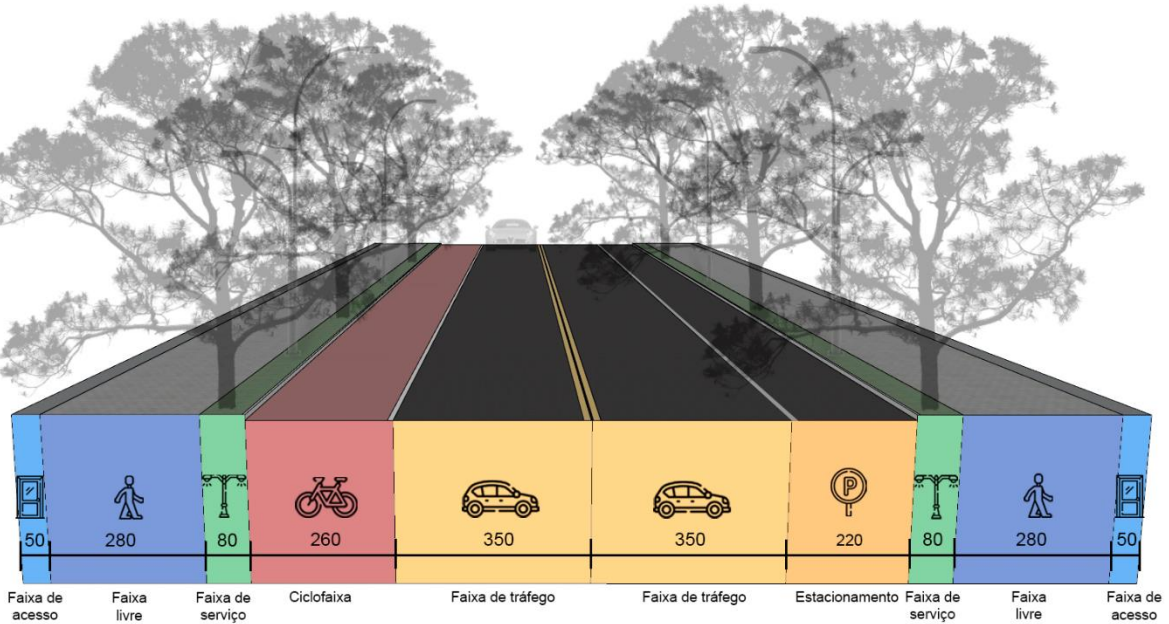 P
50 280 80 260 350 350 220 80 280 50
Faixa de acesso Faixa livre Faixa de serviço Ciclofaixa Faixa de tráfego Faixa de tráfego Estacionamento Faixa de serviço Faixa livre Faixa de acesso